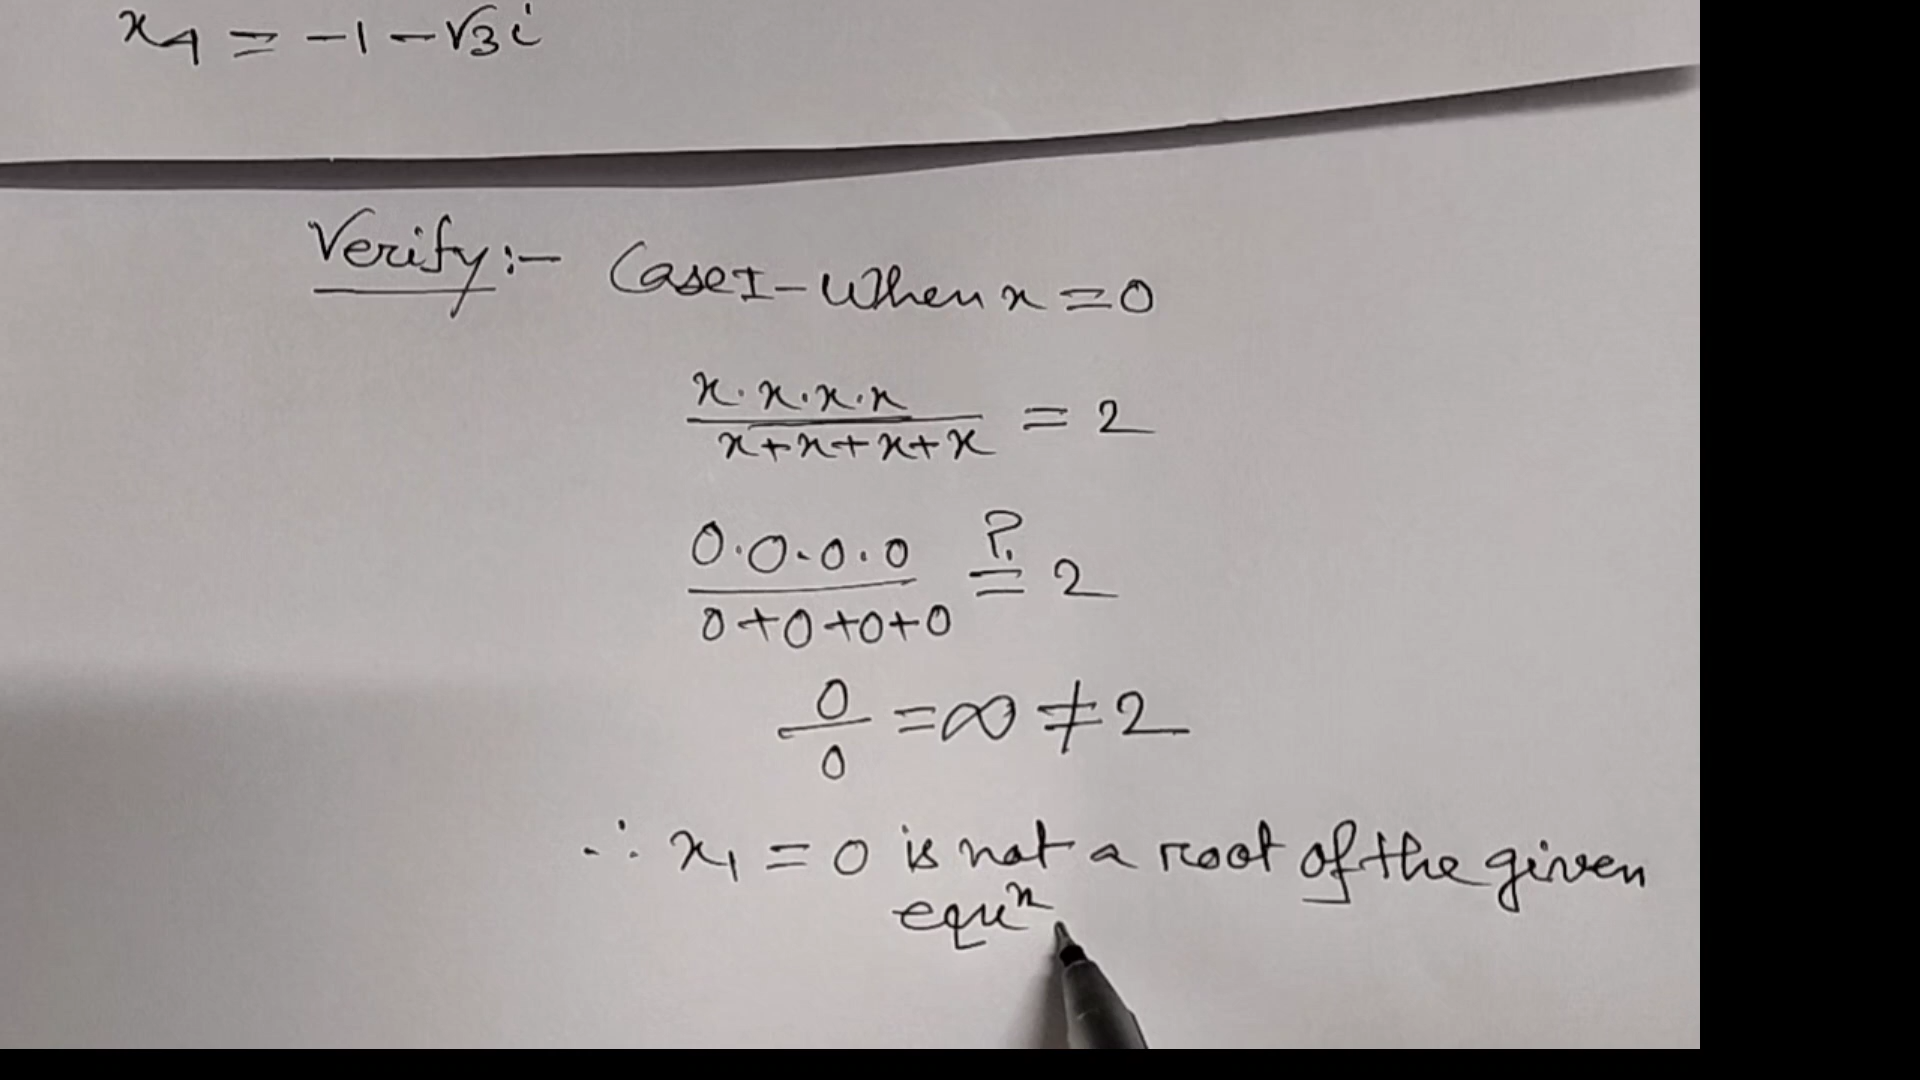 x₄ = -1 - √3 i
Verify :- Case I - When x = 0
x · x · x · x / x + x + x + x = 2
0 · 0 · 0 · 0 / 0 + 0 + 0 + 0 ?= 2
0 / 0 = ∞ ≠ 2
∴ x₁ = 0 is not a root of the given
equⁿ